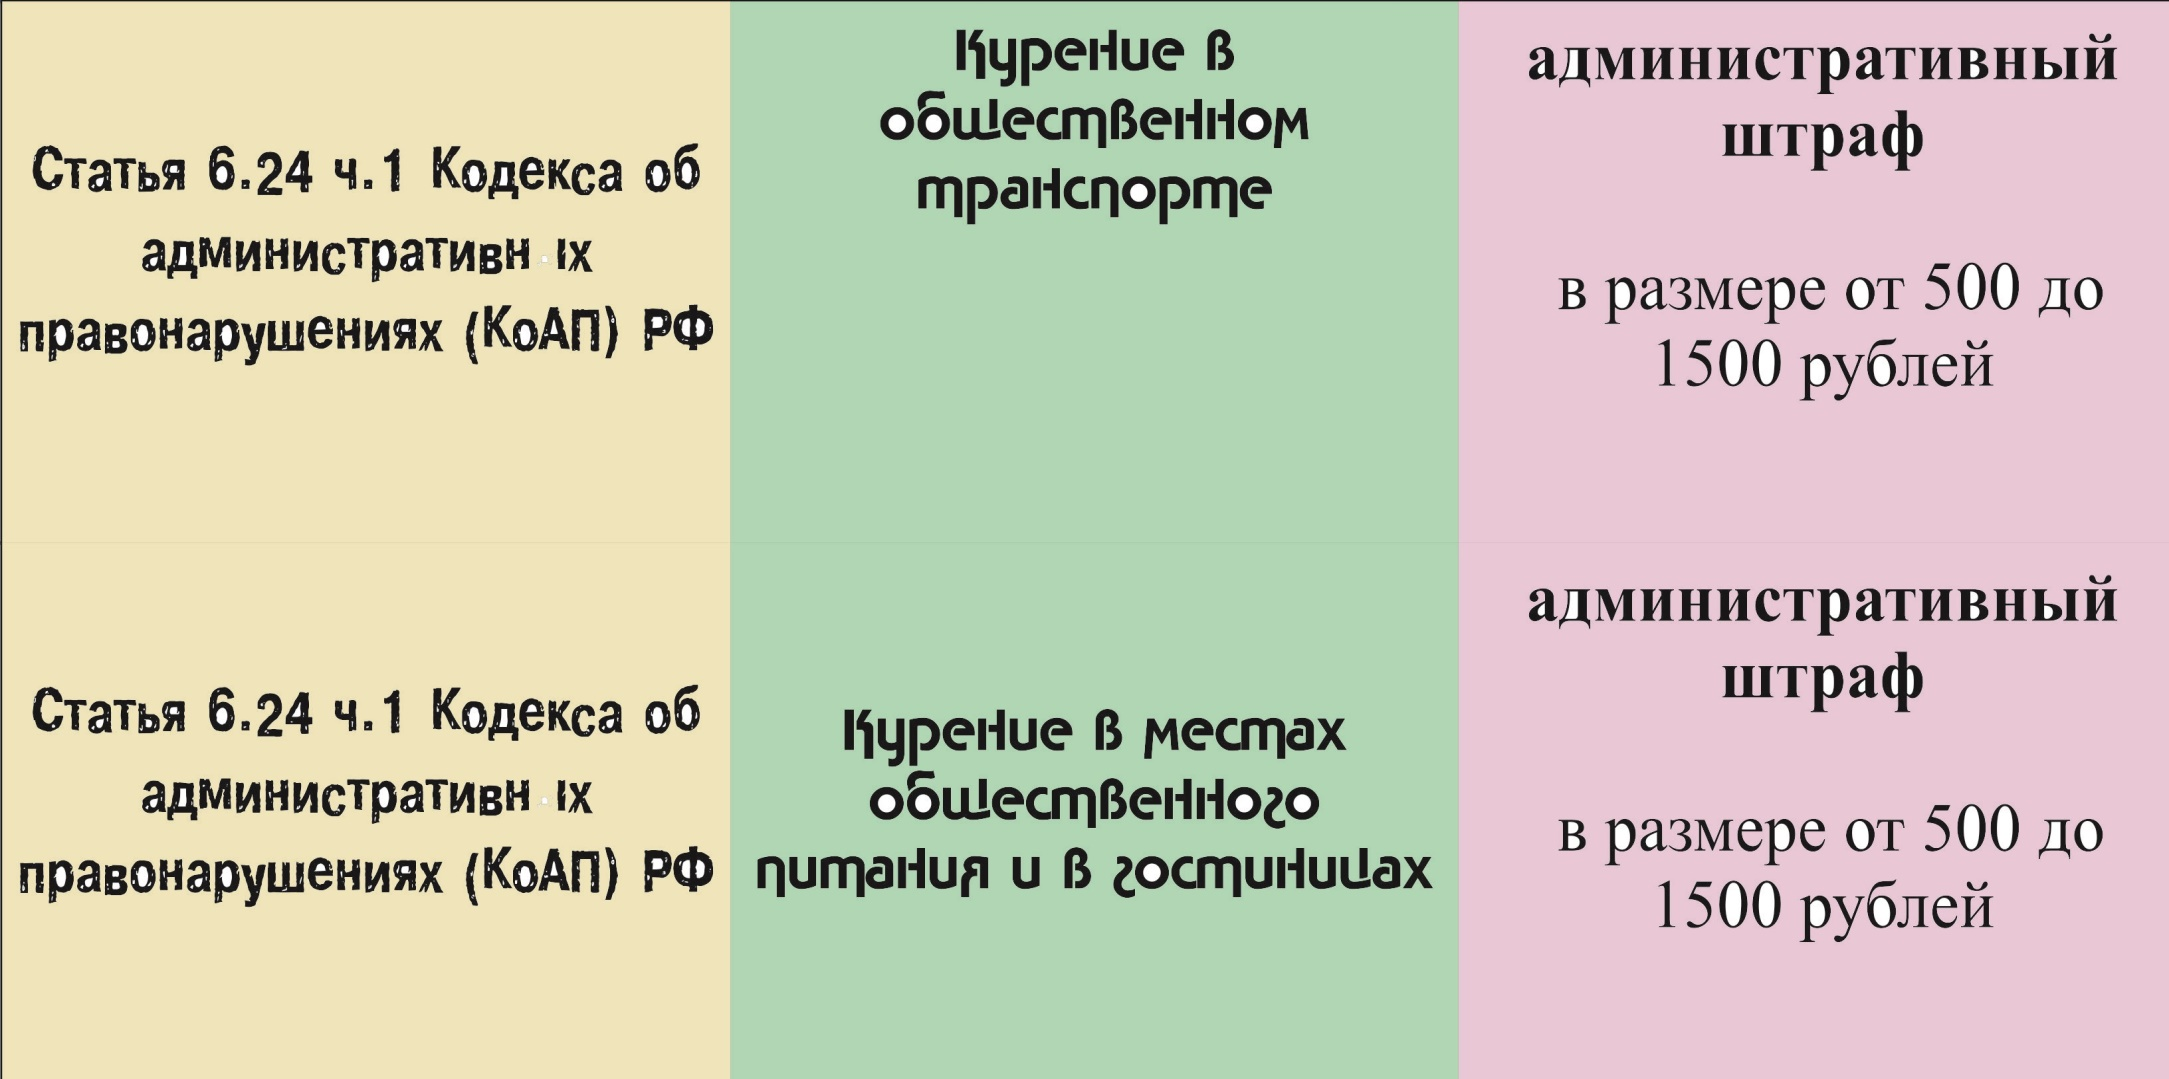 Статья 6.24 ч.1 Кодекса об
административн ıх
правонарушениях (КоАП) РФ
Курение в
общественном
транспорте
административный
штраф
в размере от 500 до
1500 рублей
Статья 6.24 ч.1 Кодекса об
административн ıх
правонарушениях (КоАП) РФ
Курение в местах
общественного
питания и в гостиницах
административный
штраф
в размере от 500 до
1500 рублей